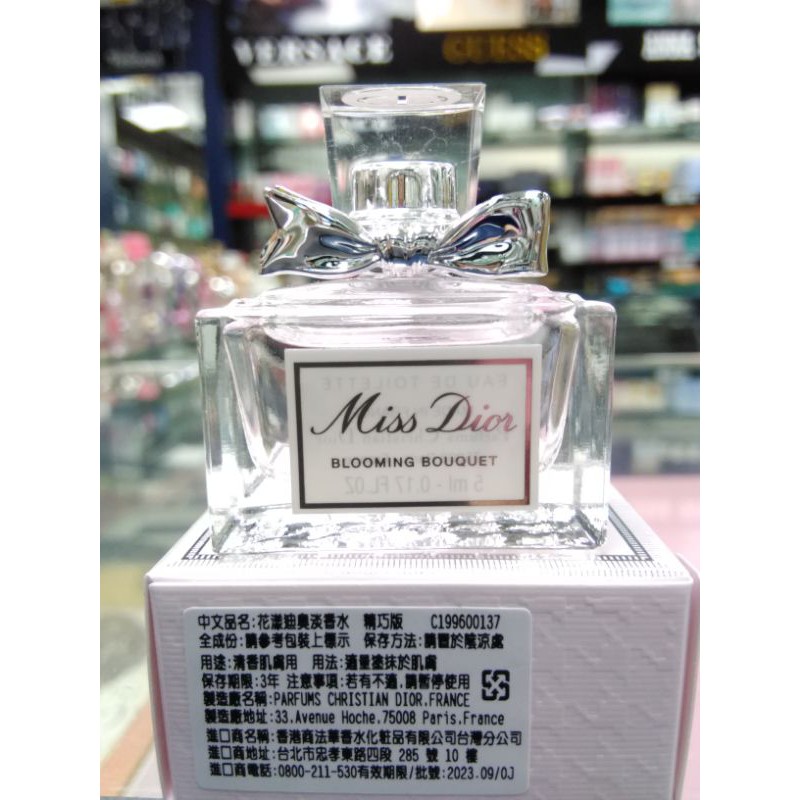 VERSACE
GUESS
EAU DE TOILETTE
Miss Dior
BLOOMING BOUQUET
5 ml - 0.17 FL.OZ
中文品名:花漾迪奧淡香水 精巧版 C199600137
全成份:請參考包裝上標示 保存方法:請置於陰涼處
用途:清香肌膚用 用法:適量塗抹於肌膚
保存期限:3年 注意事項:若有不適,請暫停使用
製造廠名稱:PARFUMS CHRISTIAN DIOR.FRANCE
製造廠地址:33.Avenue Hoche.75008 Paris.France
進口商名稱:香港商法華香水化粧品有限公司台灣分公司
進口商地址:台北市忠孝東路四段 285 號 10 樓
進口商電話:0800-211-530有效期限/批號:2023.09/0J